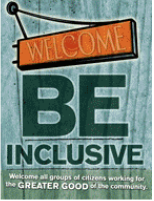 WELCOME
BE
INCLUSIVE.
Welcome all groups of citizens working for
the GREATER GOOD of the community.